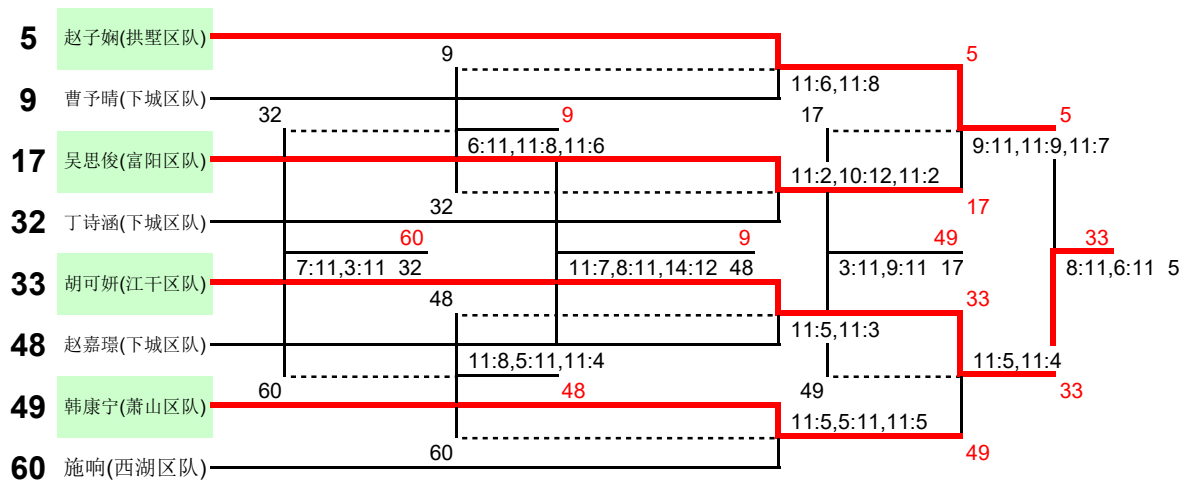 5 赵子娴(拱墅区队) 5
9
11:6,11:8
9 曹予晴(下城区队)
32 9 17 5
6:11,11:8,11:6 9:11,11:9,11:7
17 吴思俊(富阳区队)
11:2,10:12,11:2
32 17
32 丁诗涵(下城区队)
60 9 49 33
7:11,3:11 32 11:7,8:11,14:12 48 3:11,9:11 17 8:11,6:11 5
33 胡可妍(江干区队)
48 33
11:5,11:3
48 赵嘉璟(下城区队)
11:8,5:11,11:4 11:5,11:4
60 48 49 33
49 韩康宁(萧山区队)
11:5,5:11,11:5
60 49
60 施响(西湖区队)